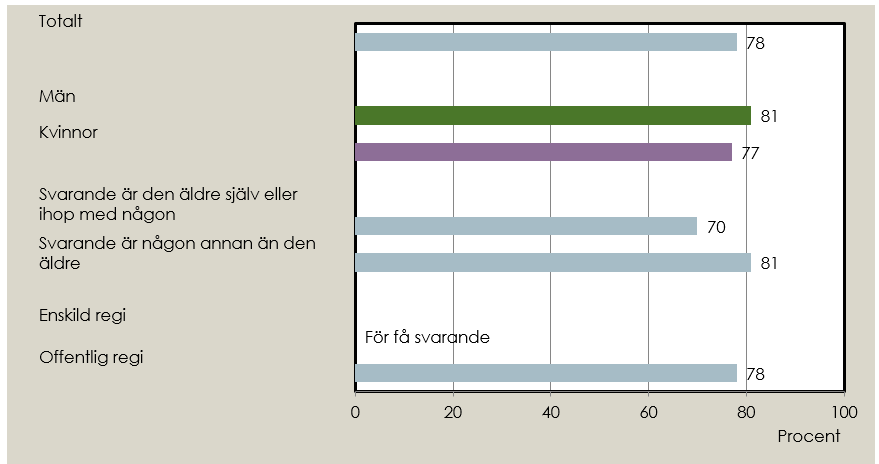 Totalt
78
Män
81
Kvinnor
77
Svarande är den äldre själv eller
ihop med någon
70
Svarande är någon annan än den
äldre
81
Enskild regi
För få svarande
Offentlig regi
78
0 20 40 60 80 100
Procent